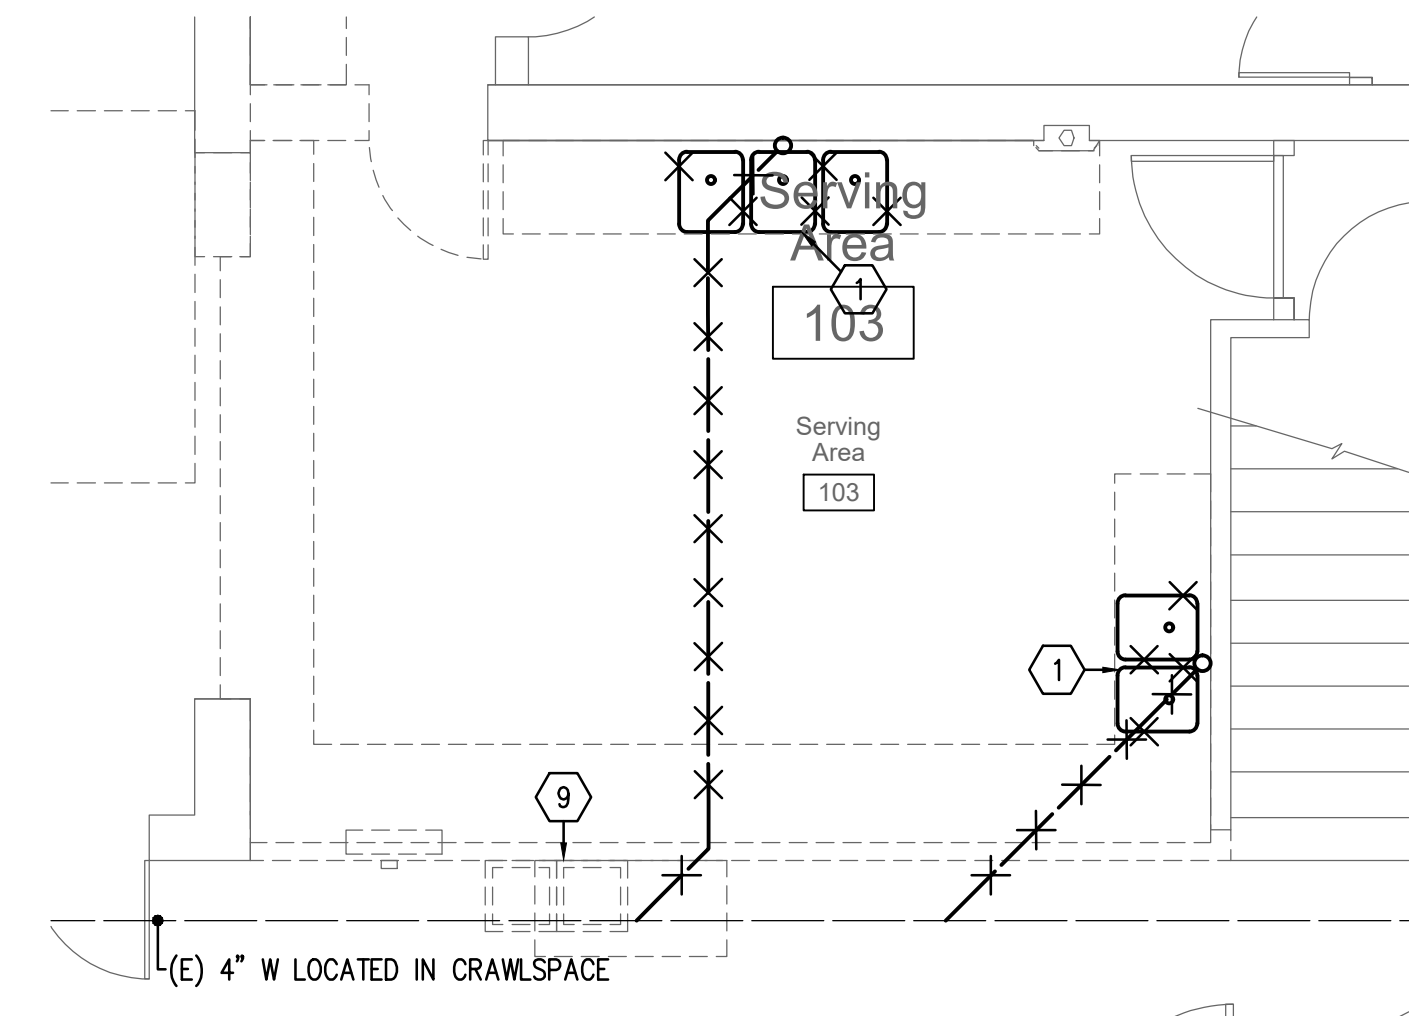 Serving
Area
1
103
Serving
Area
103
1
9
(E) 4” W LOCATED IN CRAWLSPACE